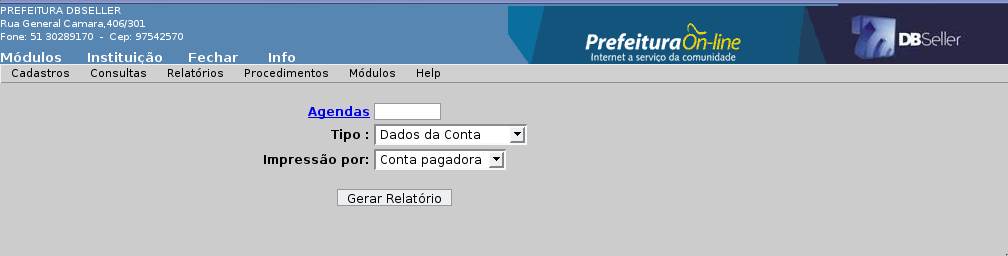 PREFEITURA DBSELLER
Rua General Camara,406/301
Fone: 51 30289170 - Cep: 97542570
Módulos Instituição Fechar Info
Prefeitura On-line
Internet a serviço da comunidade
DBSeller
Cadastros Consultas Relatórios Procedimentos Módulos Help
Agendas
Tipo : Dados da Conta
Impressão por: Conta pagadora
Gerar Relatório